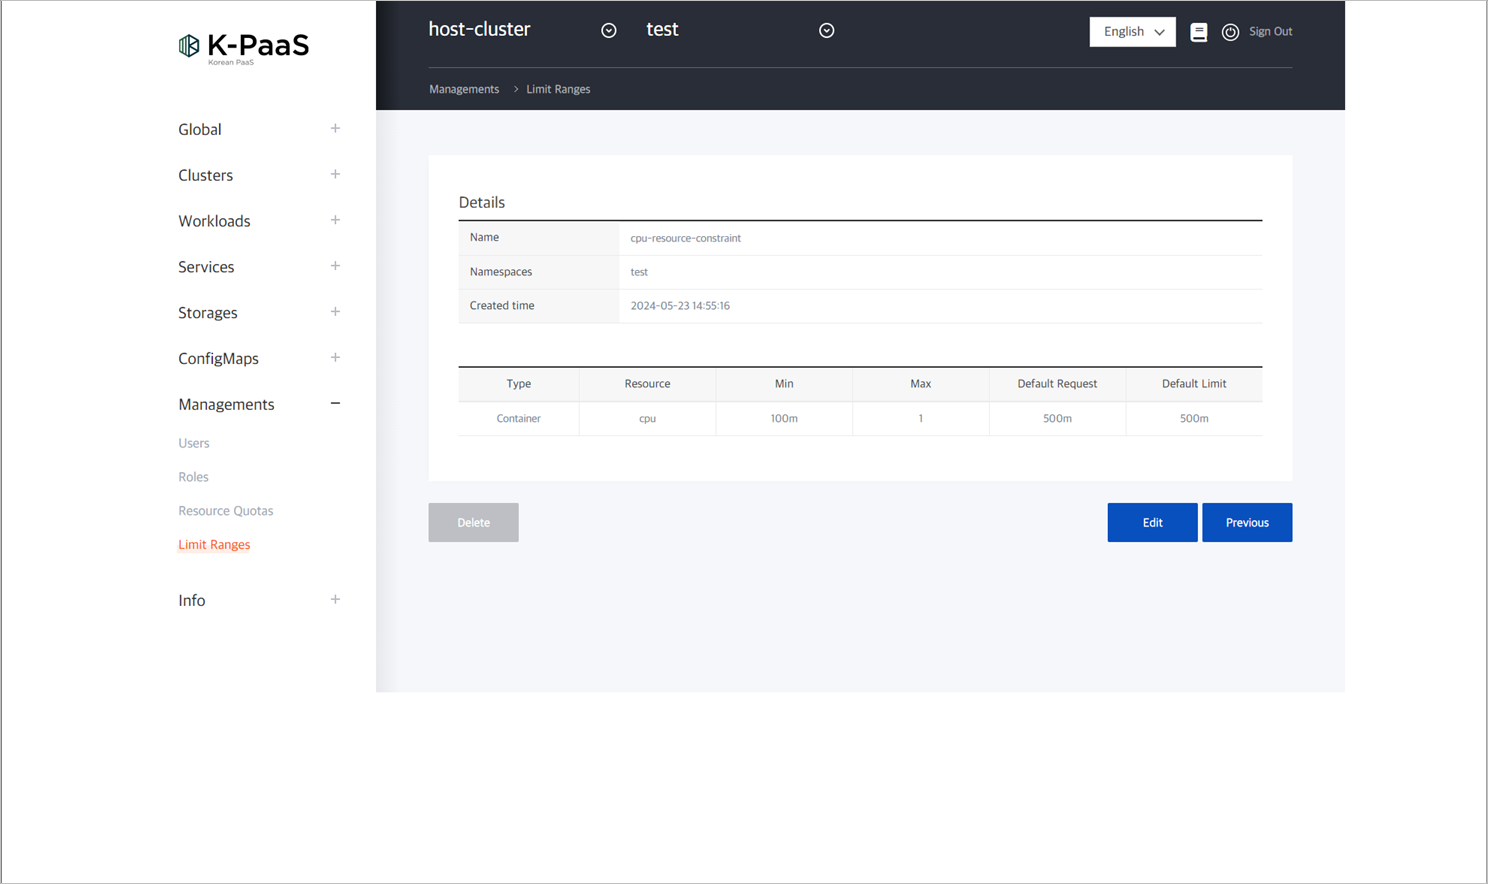 K-PaaS
Korean PaaS
Global
Clusters
Workloads
Services
Storages
ConfigMaps
Managements
Users
Roles
Resource Quotas
Limit Ranges
Info
host-cluster test English Sign Out
Managements > Limit Ranges
Details
Name cpu-resource-constraint
Namespaces test
Created time 2024-05-23 14:55:16
Type Resource Min Max Default Request Default Limit
Container cpu 100m 1 500m 500m
Delete Edit Previous